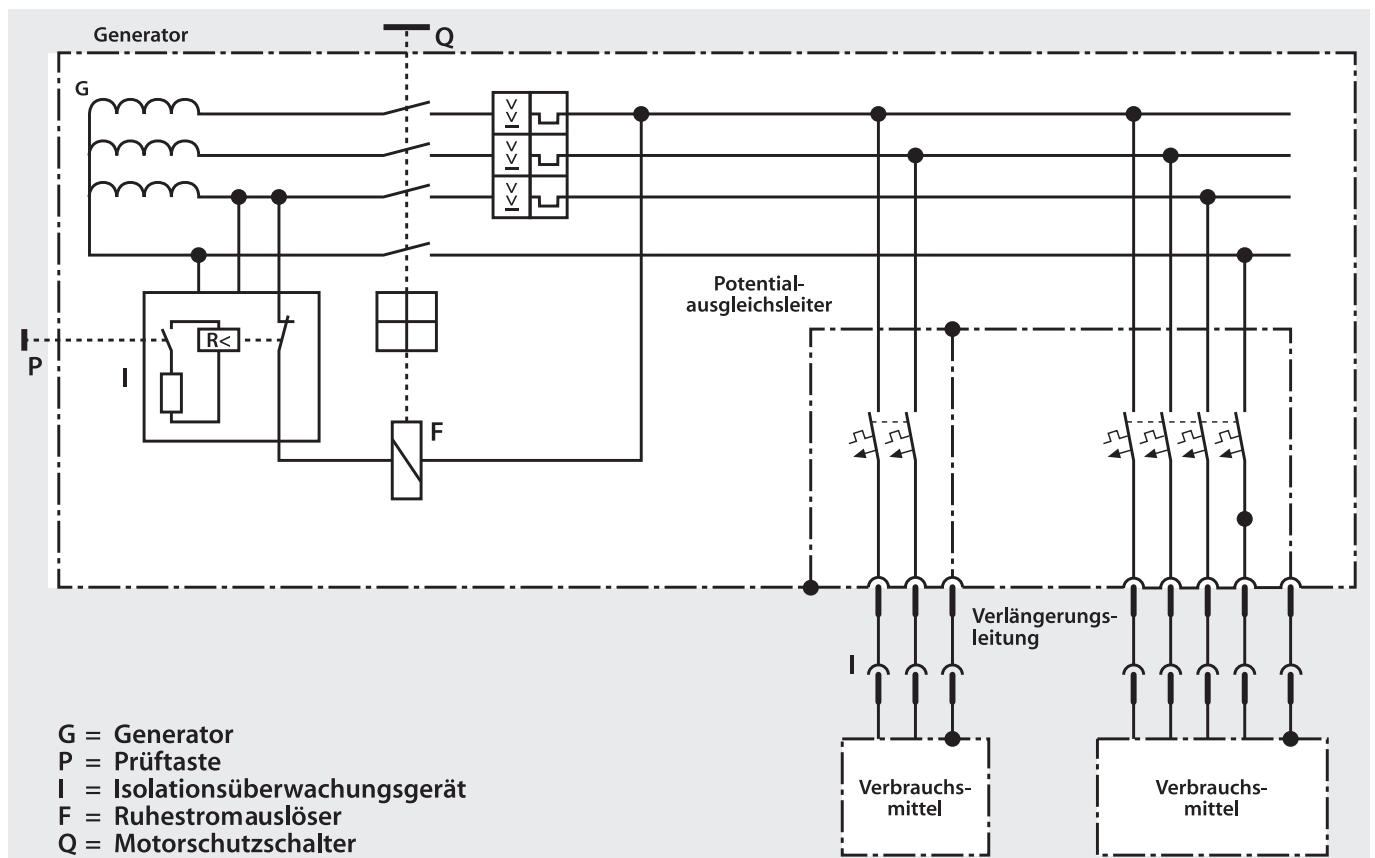 Generator
Q
G
Potential-
ausgleichsleiter
R<
P
I
F
Verlängerungs-
leitung
I
G = Generator
P = Prüftaste
I = Isolationsüberwachungsgerät
F = Ruhestromauslöser
Q = Motorschutzschalter
Verbrauchs-
mittel
Verbrauchs-
mittel